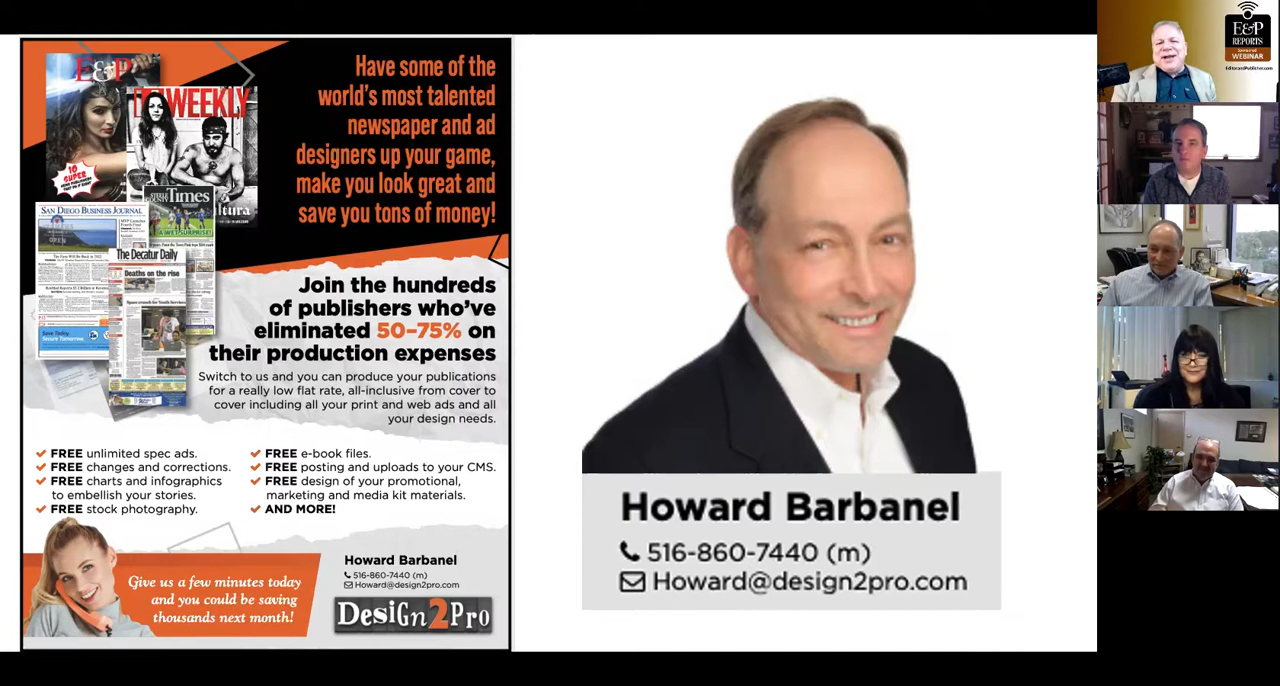 E&P
WEEKLY
10
SUPER
Times
ultura
A WET SURPRISE!
SAN DIEGO BUSINESS JOURNAL
The Decatur Daily
Deaths on the rise
Have some of the
world's most talented
newspaper and ad
designers up your game,
make you look great and
save you tons of money!
Join the hundreds
of publishers who've
eliminated 50–75% on
their production expenses
Switch to us and you can produce your publications
for a really low flat rate, all-inclusive from cover to
cover including all your print and web ads and all
your design needs.
FREE unlimited spec ads.
FREE changes and corrections.
FREE charts and infographics
to embellish your stories.
FREE stock photography.
FREE e-book files.
FREE posting and uploads to your CMS.
FREE design of your promotional,
marketing and media kit materials.
AND MORE!
Give us a few minutes today
and you could be saving
thousands next month!
Howard Barbanel
516-860-7440 (m)
Howard@design2pro.com
DesiGn2Pro
Howard Barbanel
516-860-7440 (m)
Howard@design2pro.com
E&P
REPORTS
WEBINAR
EditorandPublisher.com